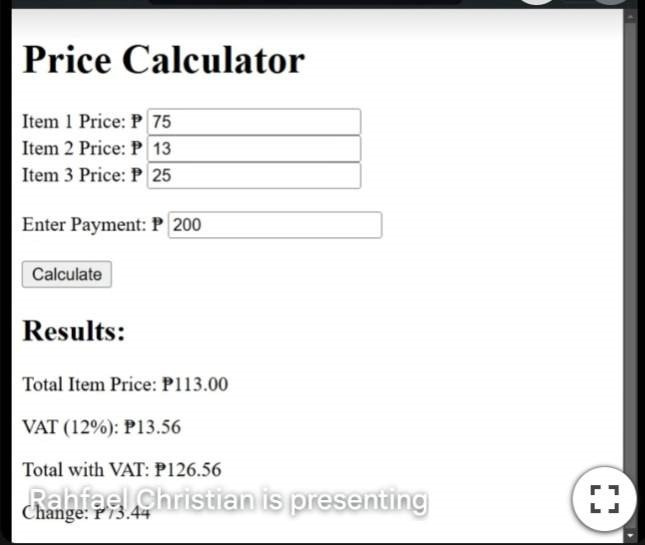 Price Calculator
Item 1 Price: ₱ 75
Item 2 Price: ₱ 13
Item 3 Price: ₱ 25
Enter Payment: ₱ 200
Calculate
Results:
Total Item Price: ₱113.00
VAT (12%): ₱13.56
Total with VAT: ₱126.56
Rahfael Christian is presenting
Change: ₱73.44